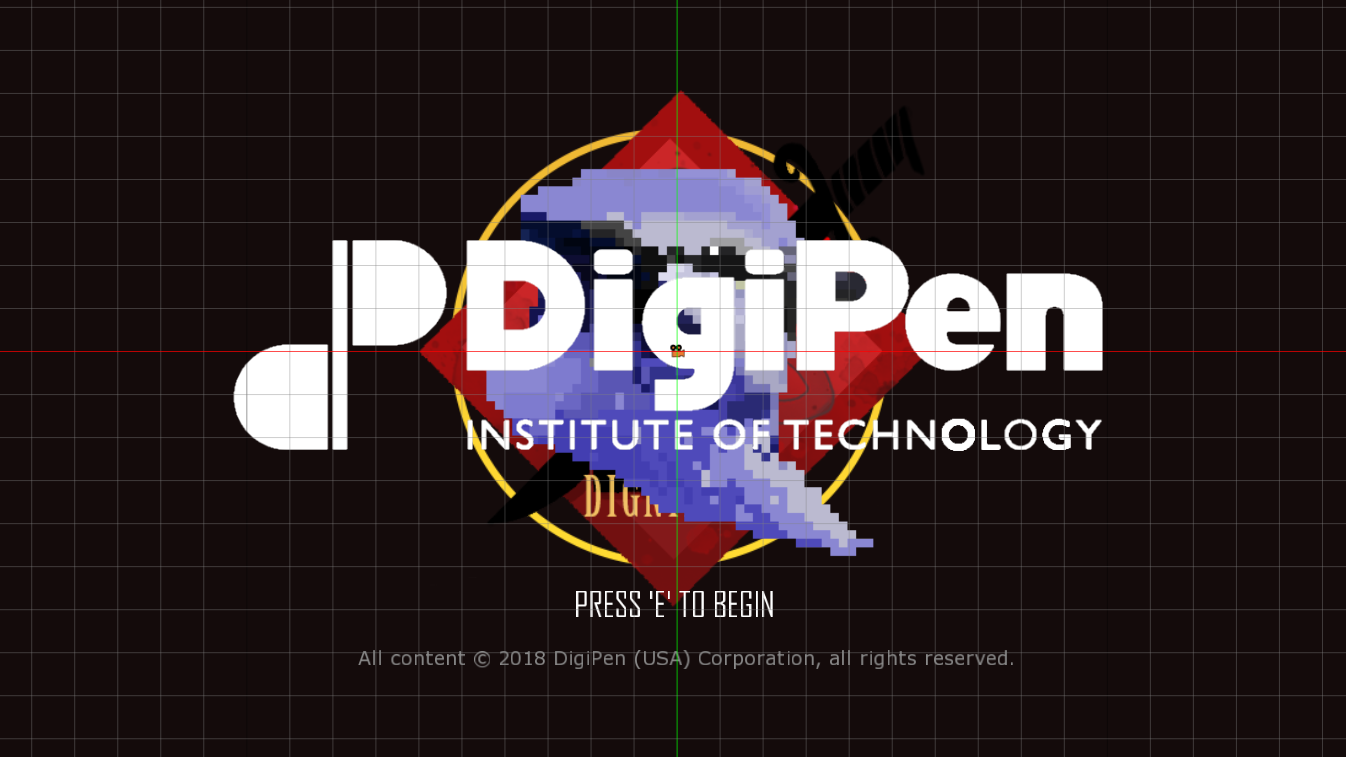 DigiPen
INSTITUTE OF TECHNOLOGY
PRESS 'E' TO BEGIN
All content © 2018 DigiPen (USA) Corporation, all rights reserved.